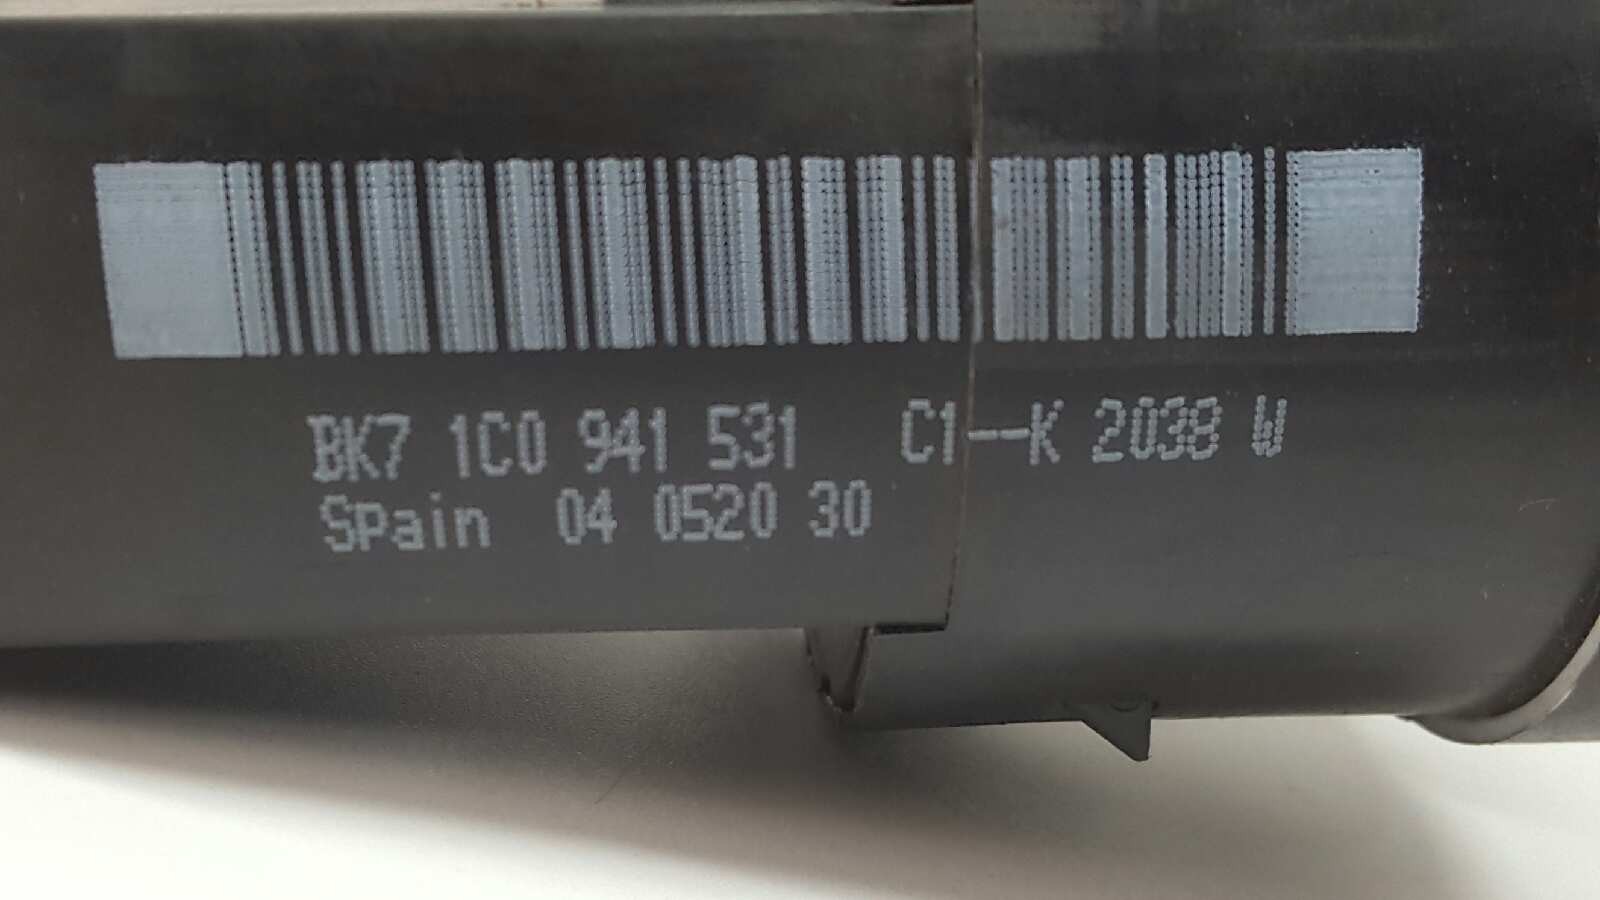 BK7 1C0 941 531 C1--K 2038 W
Spain 04 0520 30